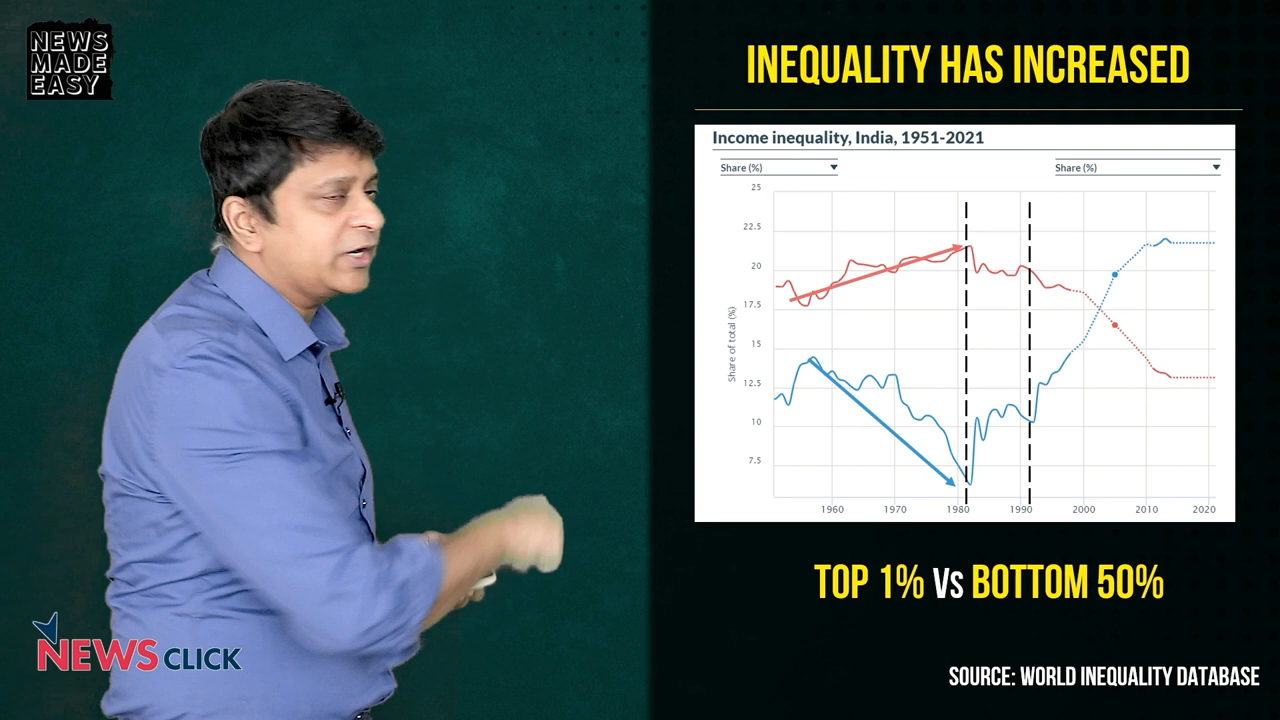 NEWS
MADE
EASY
INEQUALITY HAS INCREASED
Income inequality, India, 1951-2021
Share (%)
Share (%)
25
22.5
20
17.5
15
12.5
10
7.5
Share of total (%)
1960
1970
1980
1990
2000
2010
2020
TOP 1% Vs BOTTOM 50%
NEWSCLICK
SOURCE: WORLD INEQUALITY DATABASE